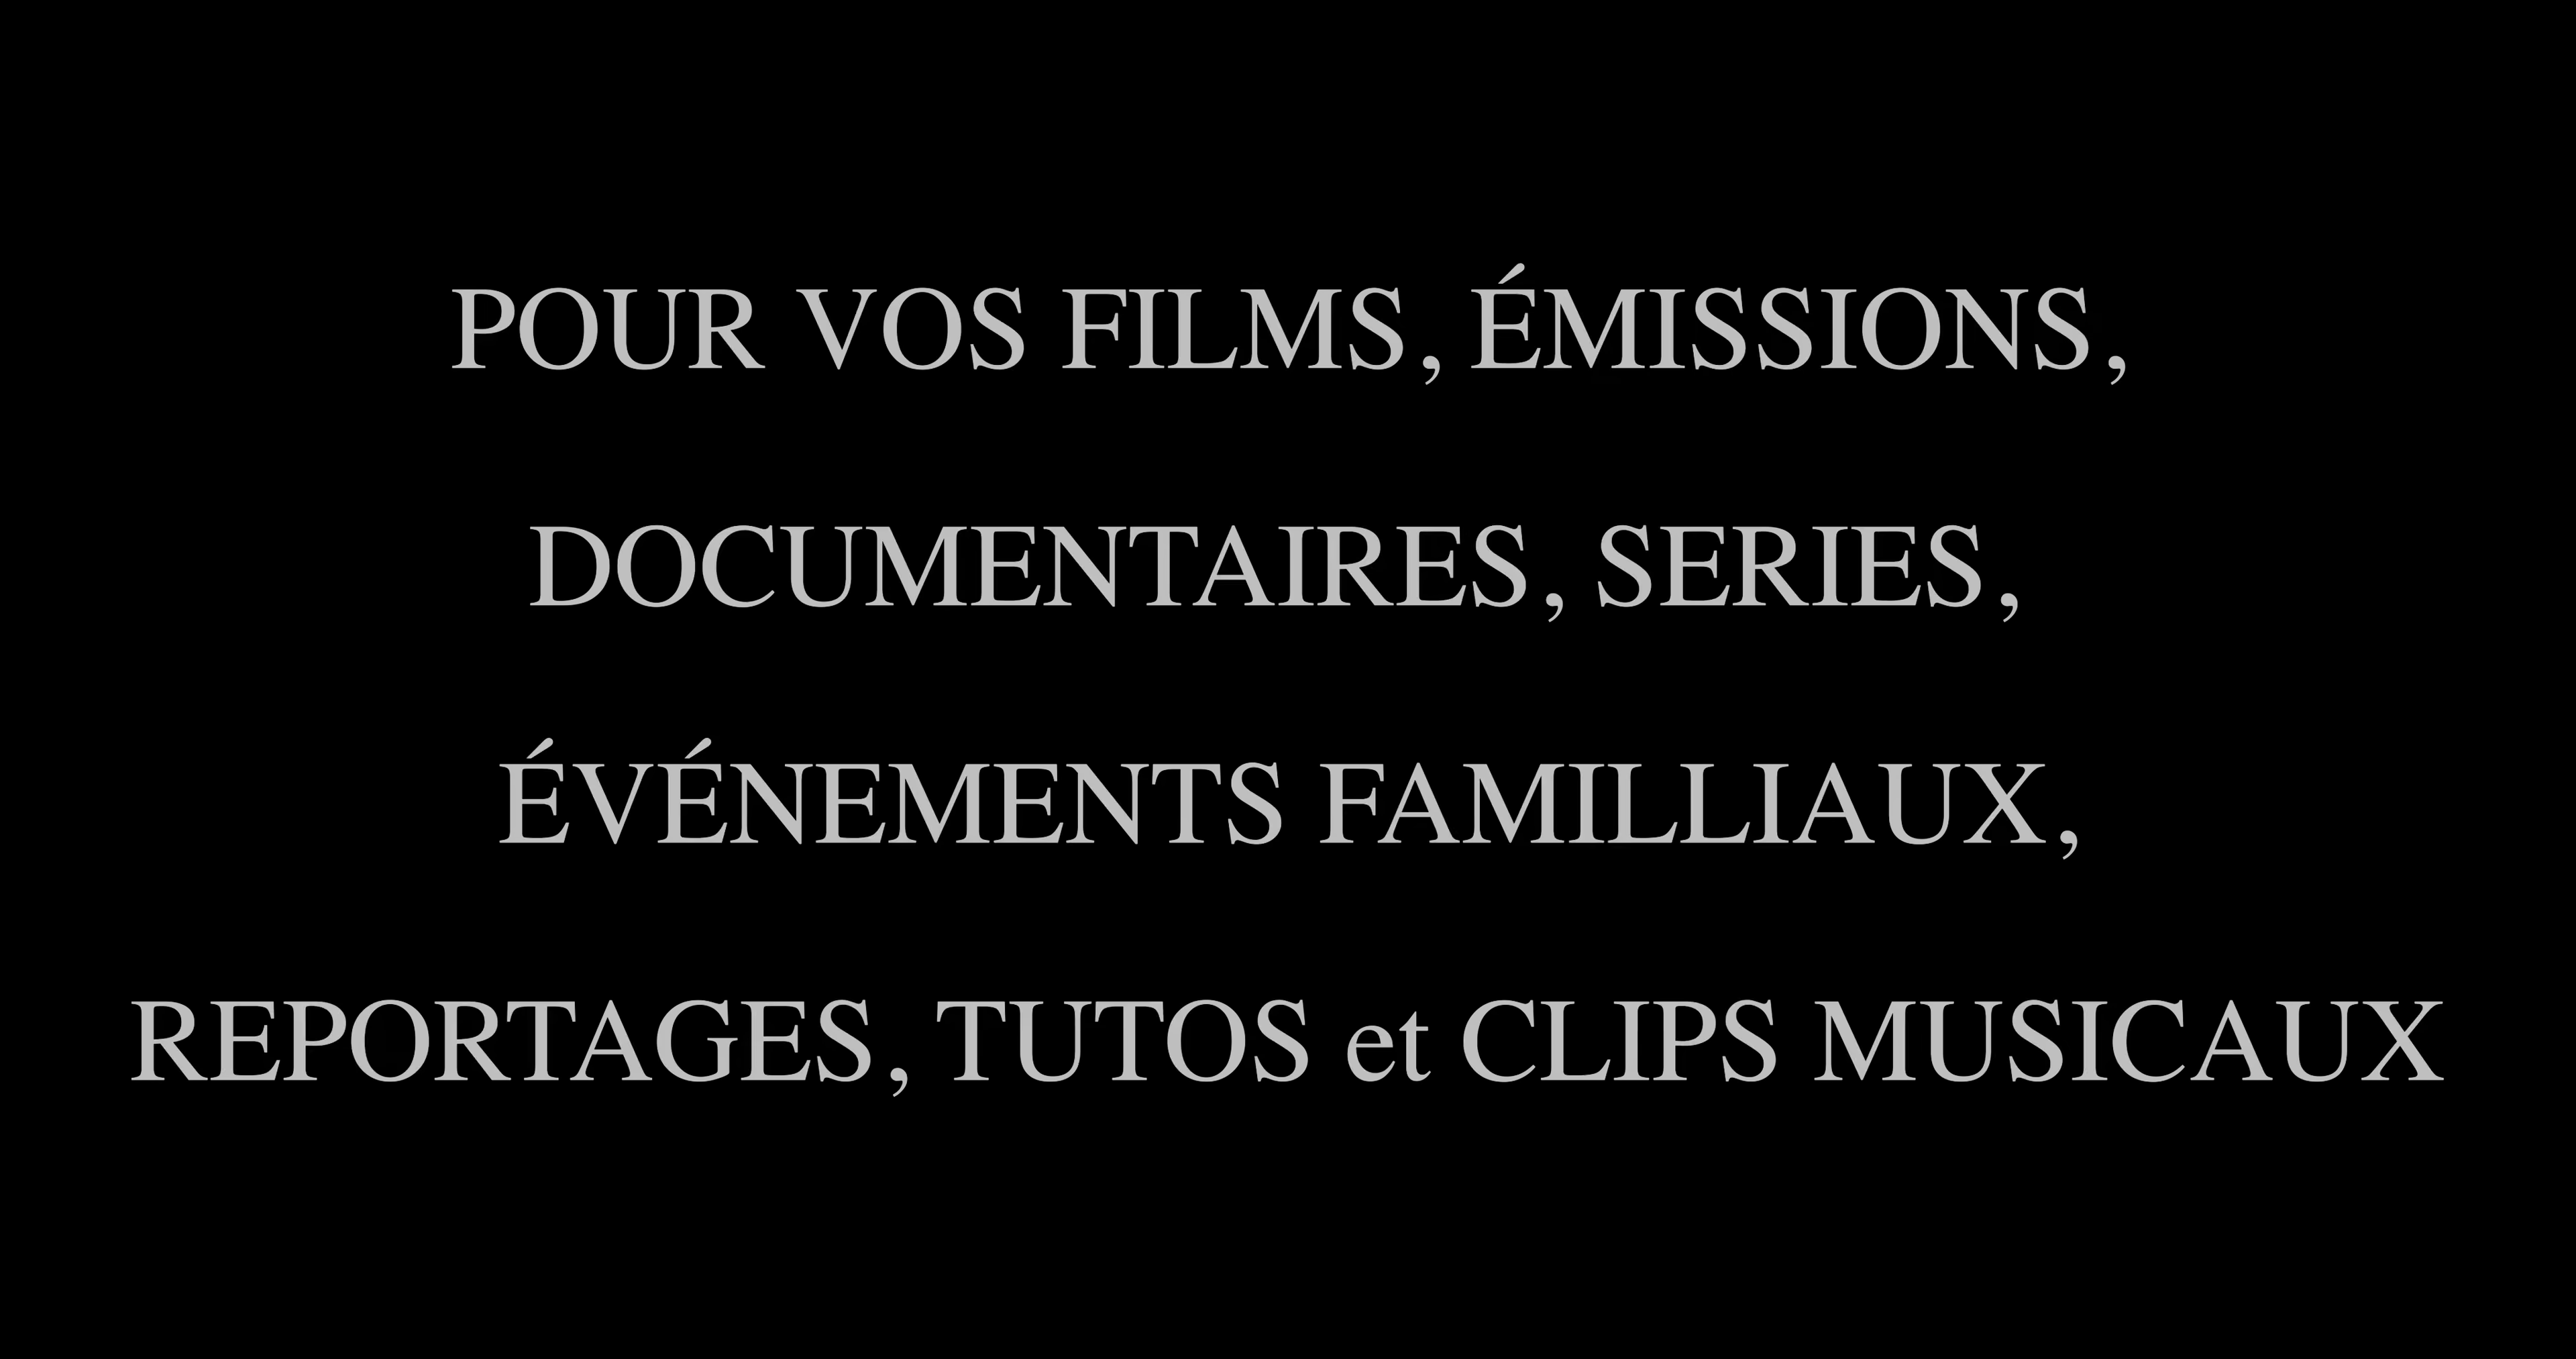 POUR VOS FILMS, ÉMISSIONS,
DOCUMENTAIRES, SERIES,
ÉVÉNEMENTS FAMILLIAUX,
REPORTAGES, TUTOS et CLIPS MUSICAUX